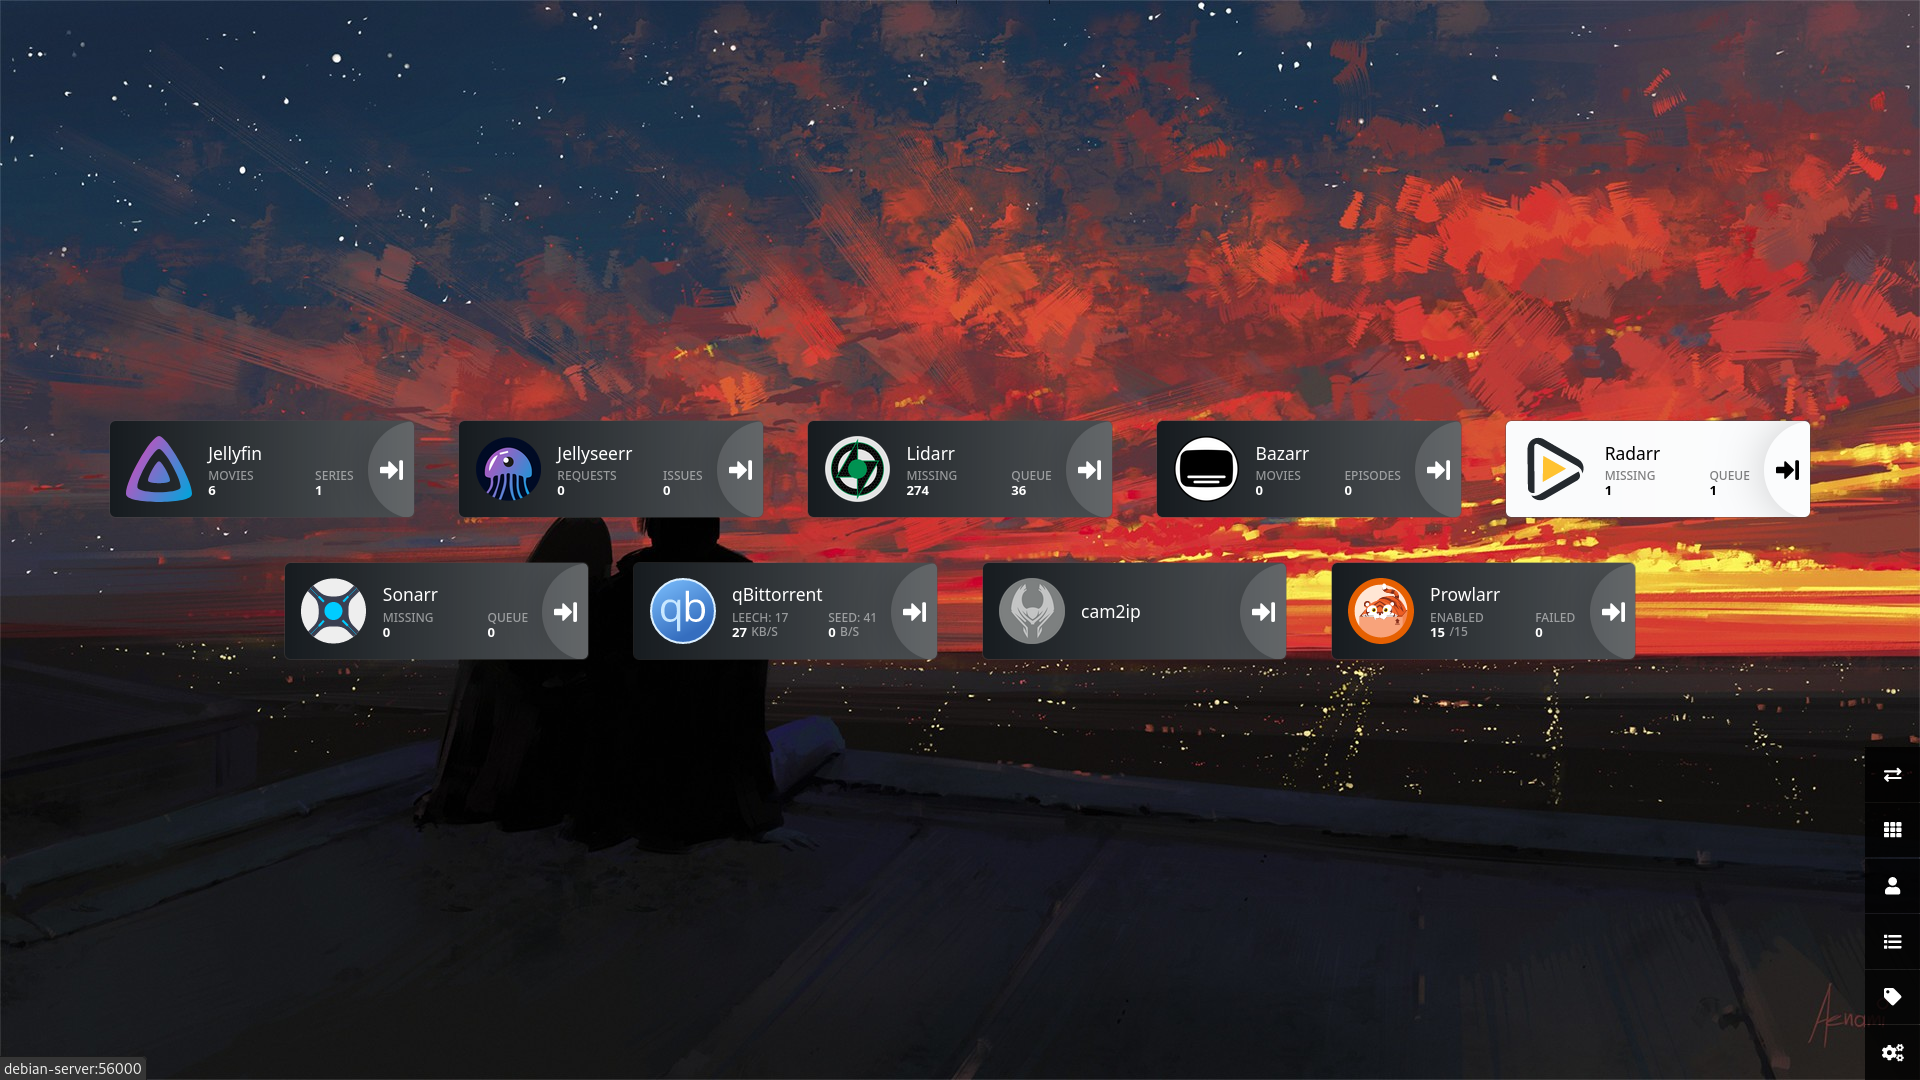 Jellyfin
MOVIES SERIES
6 1
Jellyseerr
REQUESTS ISSUES
0 0
Lidarr
MISSING QUEUE
274 36
Bazarr
MOVIES EPISODES
0 0
Radarr
MISSING QUEUE
1 1
Sonarr
MISSING QUEUE
0 0
qb
qBittorrent
LEECH: 17 SEED: 41
27 KB/S 0 B/S
cam2ip
Prowlarr
ENABLED FAILED
15 /15 0
debian-server:56000